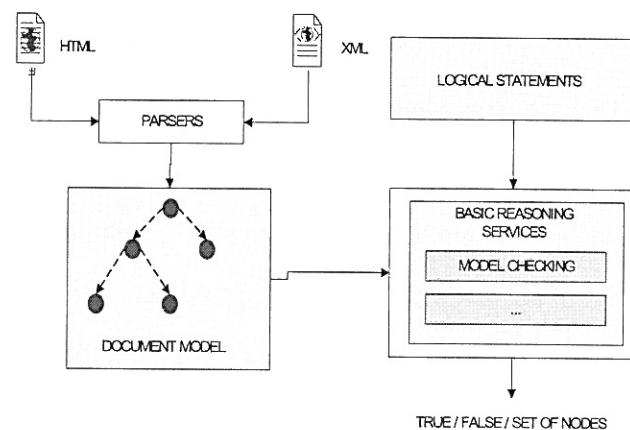 HTML
XML
LOGICAL STATEMENTS
PARSERS
BASIC REASONING
SERVICES
MODEL CHECKING
...
DOCUMENT MODEL
TRUE / FALSE / SET OF NODES